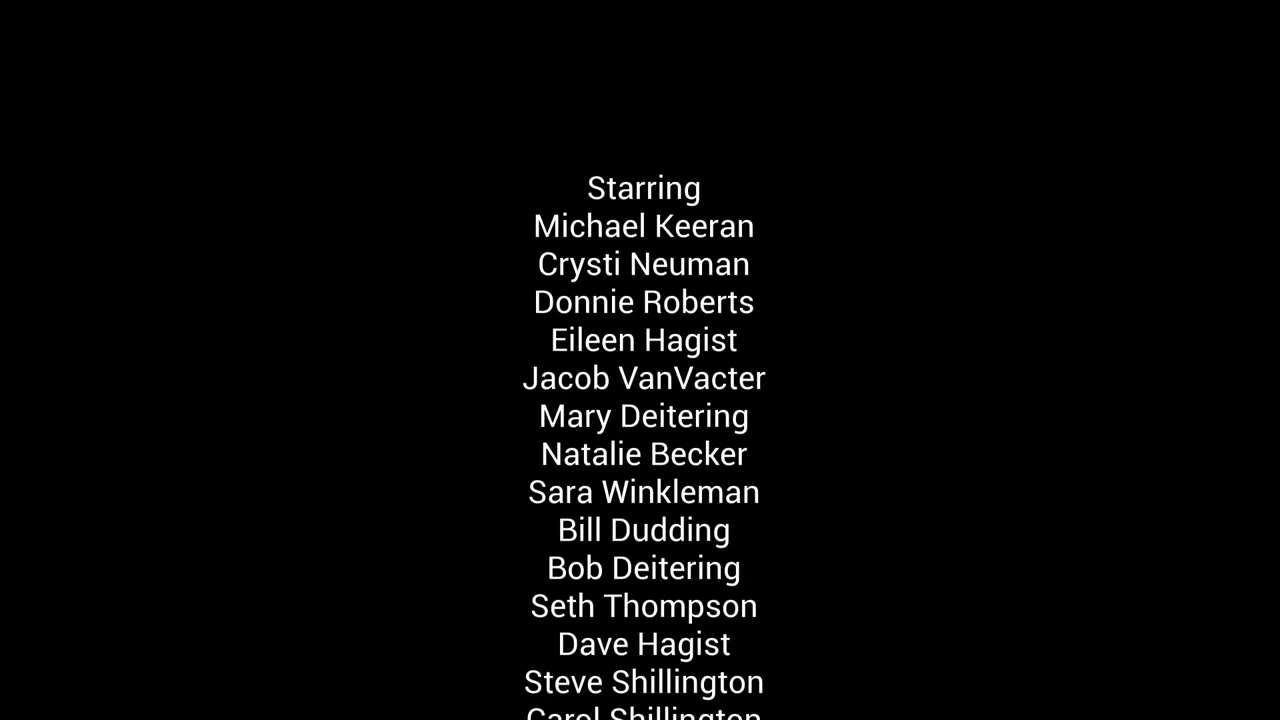 Starring
Michael Keeran
Crysti Neuman
Donnie Roberts
Eileen Hagist
Jacob VanVacter
Mary Deitering
Natalie Becker
Sara Winkleman
Bill Dudding
Bob Deitering
Seth Thompson
Dave Hagist
Steve Shillington
Carol Shillington